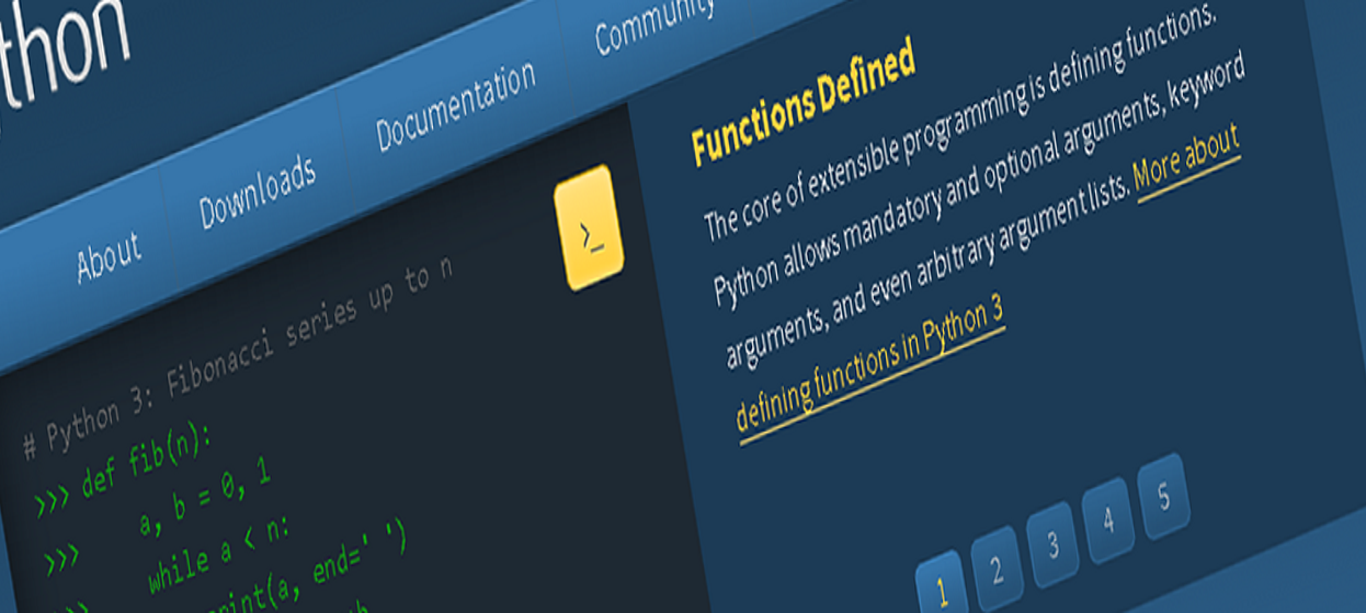 thon
About
Downloads
Documentation
Community
# Python 3: Fibonacci series up to n
>>> def fib(n):
>>> a, b = 0, 1
>>> while a < n:
print(a, end=' ')
>_
Functions Defined
The core of extensible programming is defining functions.
Python allows mandatory and optional arguments, keyword
arguments, and even arbitrary argument lists. More about
defining functions in Python 3
1 2 3 4 5